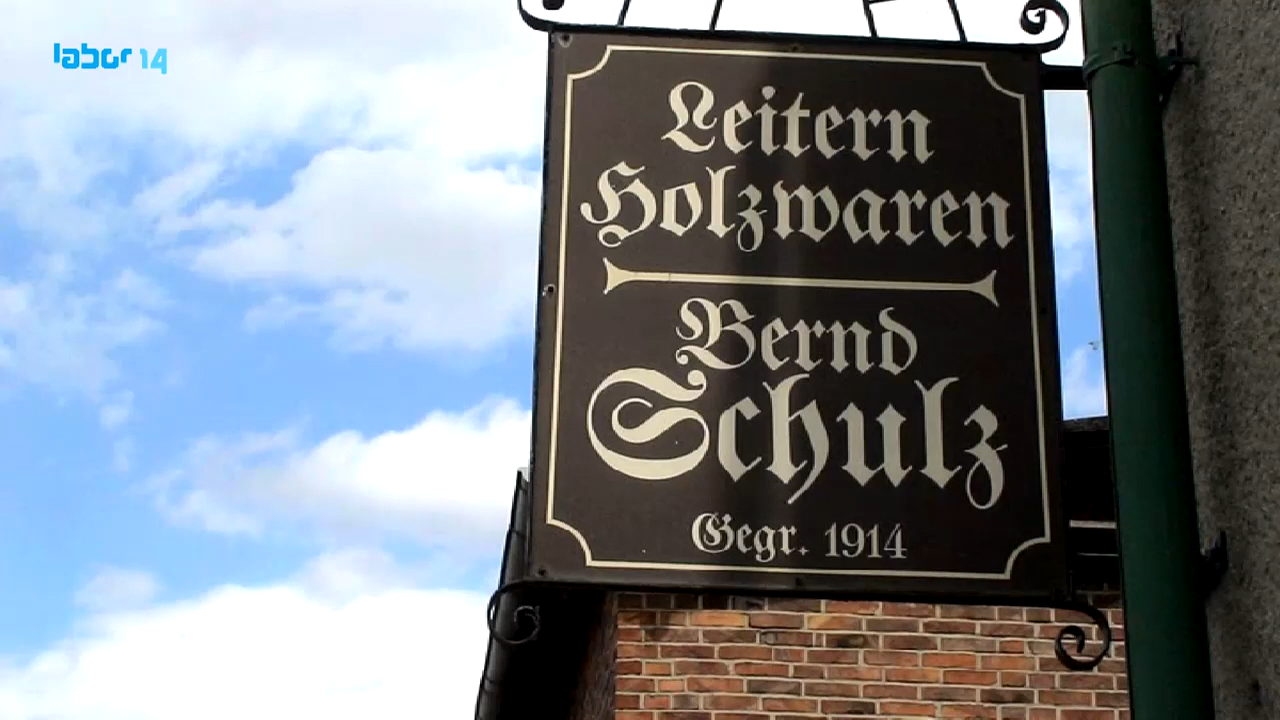 labor 14
Leitern
Holzwaren
Bernd
Schulz
Gegr. 1914